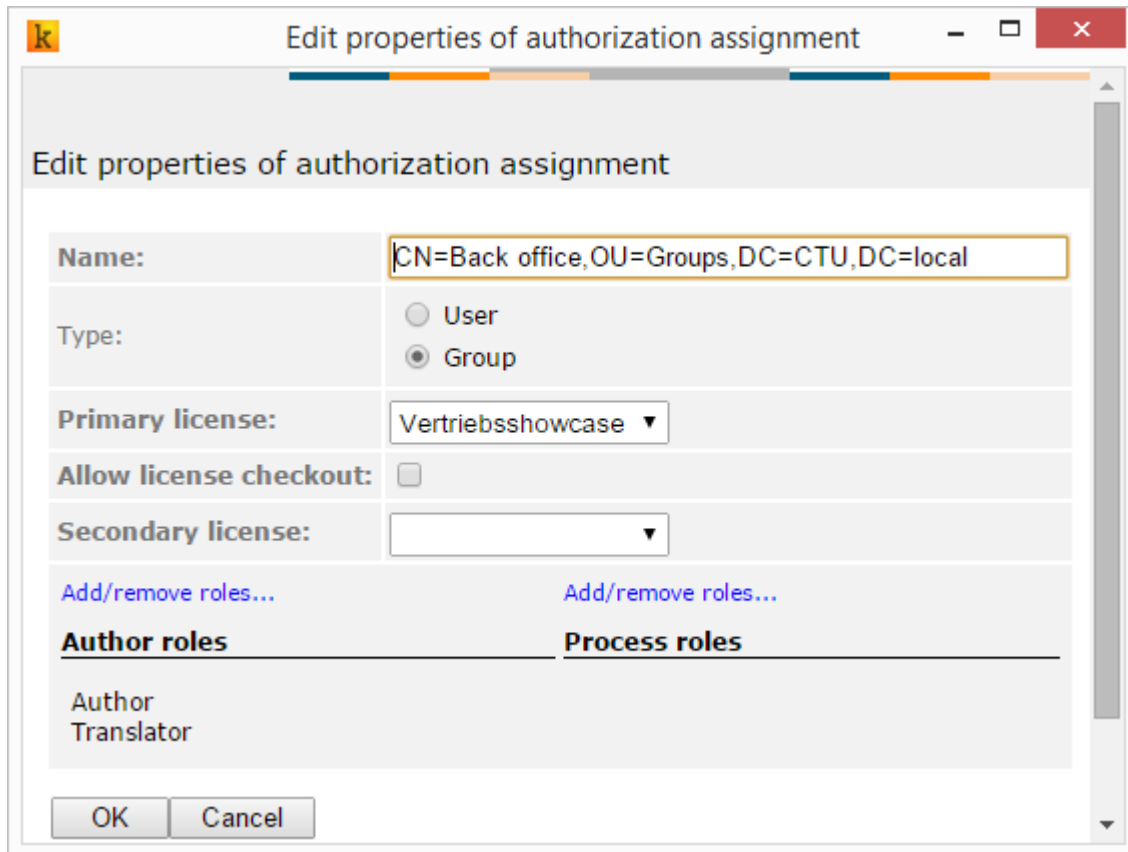 k
Edit properties of authorization assignment
Edit properties of authorization assignment
Name: CN=Back office,OU=Groups,DC=CTU,DC=local
Type:
User
Group
Primary license: Vertriebsshowcase
Allow license checkout:
Secondary license:
Add/remove roles... Add/remove roles...
Author roles Process roles
Author
Translator
OK Cancel